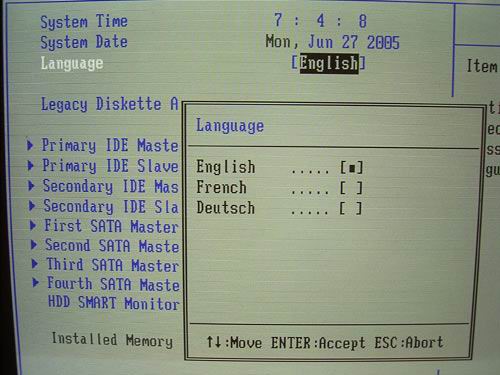 System Time 7 : 4 : 8
System Date Mon, Jun 27 2005
Language [English]
Item
Legacy Diskette A
Primary IDE Maste
Primary IDE Slave
Secondary IDE Mas
Secondary IDE Sla
First SATA Master
Second SATA Maste
Third SATA Master
Fourth SATA Maste
HDD SMART Monitor
Installed Memory
Language
English ..... [■]
French ..... [ ]
Deutsch ..... [ ]
↑↓:Move ENTER:Accept ESC:Abort